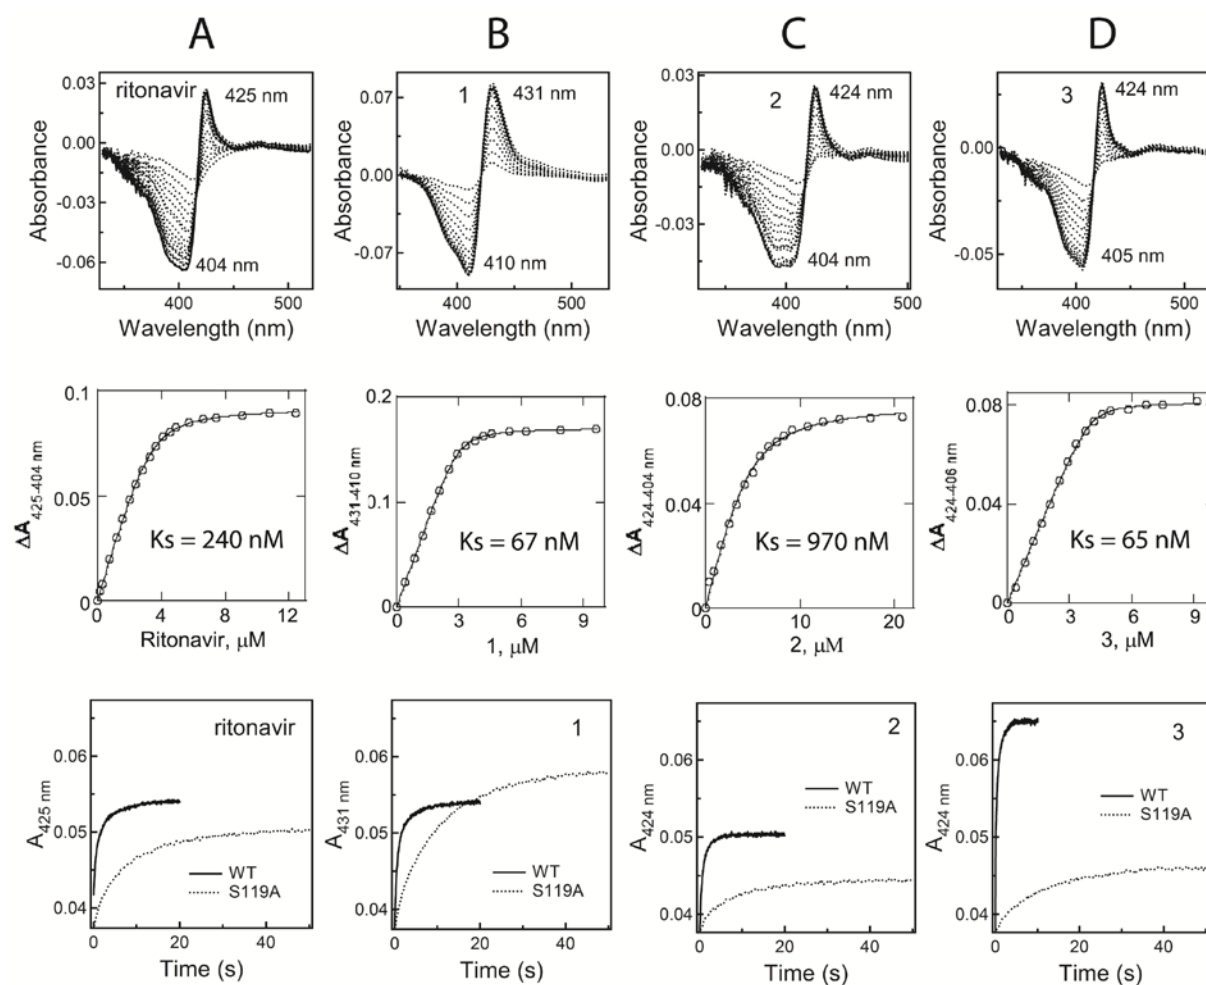 A B C D
ritonavir 425 nm 404 nm
0.03
0.00
-0.03
-0.06
Absorbance
400 500
Wavelength (nm)
1 431 nm 410 nm
0.07
0.00
-0.07
Absorbance
400 500
Wavelength (nm)
2 424 nm 404 nm
0.03
0.00
-0.03
Absorbance
400 500
Wavelength (nm)
3 424 nm 405 nm
0.00
-0.05
Absorbance
400 500
Wavelength (nm)
0.1
0.05
0
ΔA425-404 nm
Ks = 240 nM
0 4 8 12
Ritonavir, μM
0.2
0.1
0
ΔA431-410 nm
Ks = 67 nM
0 3 6 9
1, μM
0.08
0.04
0
ΔA424-404 nm
Ks = 970 nM
0 10 20
2, μM
0.08
0.04
0
ΔA424-406 nm
Ks = 65 nM
0 3 6 9
3, μM
ritonavir
0.06
0.05
0.04
A425 nm
WT
S119A
0 20 40
Time (s)
1
0.06
0.05
0.04
A431 nm
WT
S119A
0 20 40
Time (s)
2
0.06
0.05
0.04
A424 nm
WT
S119A
0 20 40
Time (s)
3
0.06
0.05
0.04
A424 nm
WT
S119A
0 20 40
Time (s)